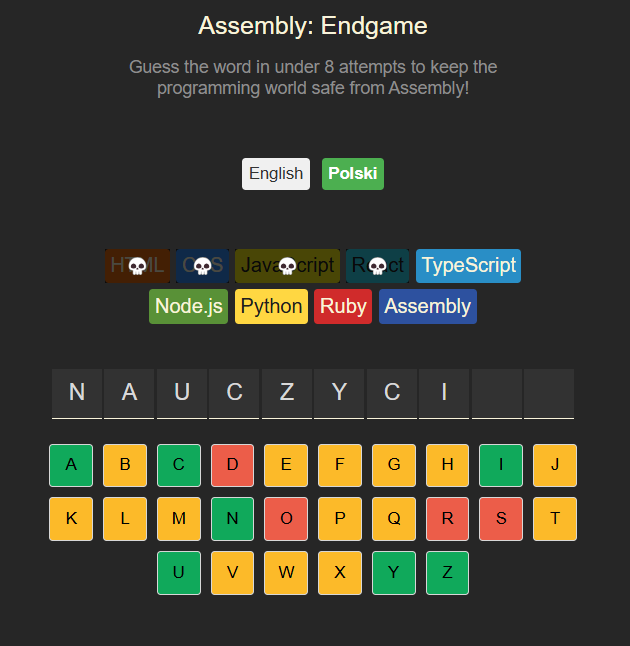 Assembly: Endgame
Guess the word in under 8 attempts to keep the
programming world safe from Assembly!
English Polski
HTML CSS JavaScript React TypeScript
Node.js Python Ruby Assembly
N A U C Z Y C I
A B C D E F G H I J
K L M N O P Q R S T
U V W X Y Z